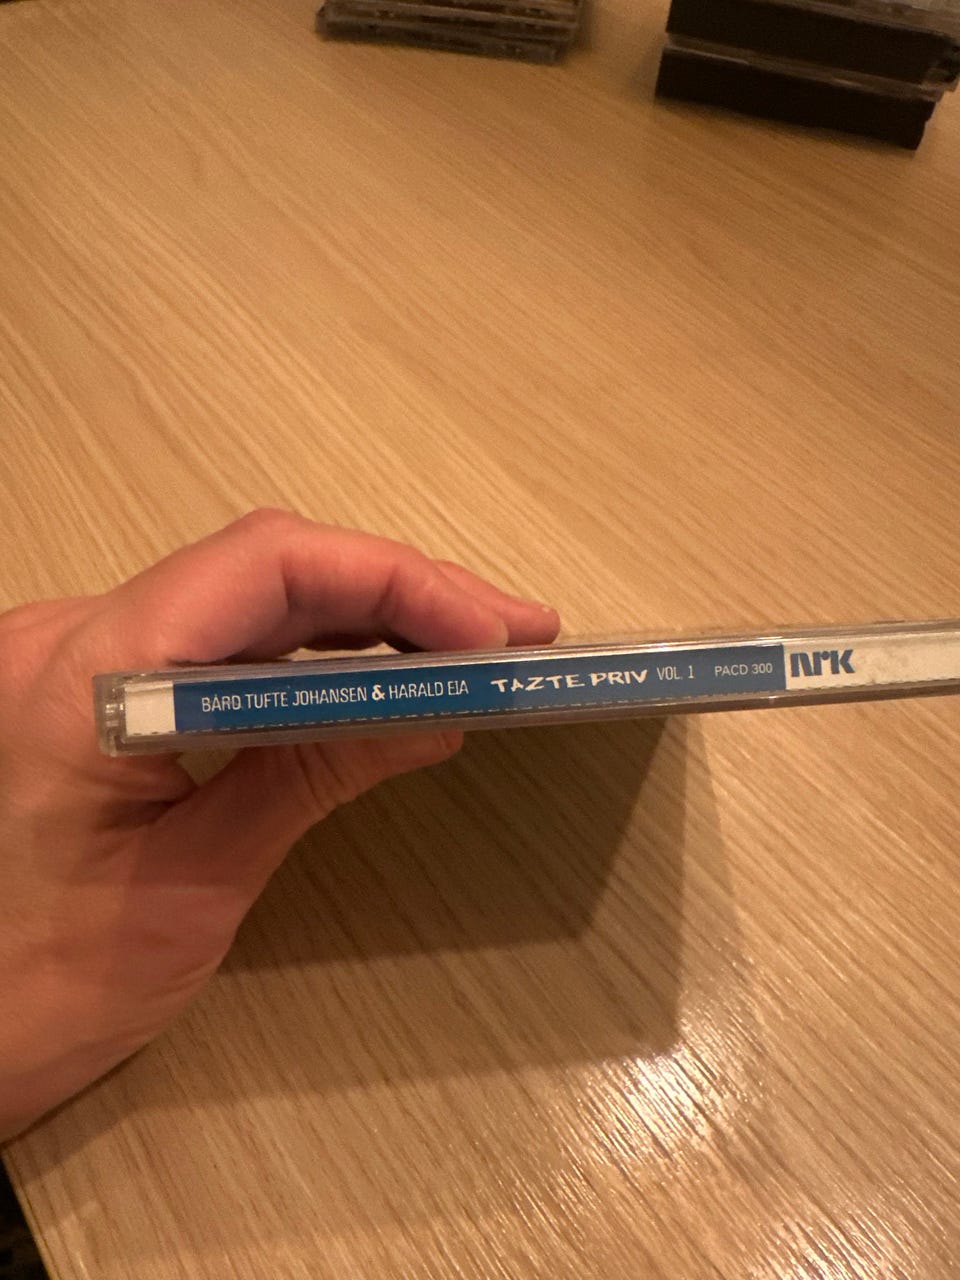 BÅRD TUFTE JOHANSEN & HARALD EIA TAZTE PRIV VOL. 1 PACD 300 NRK